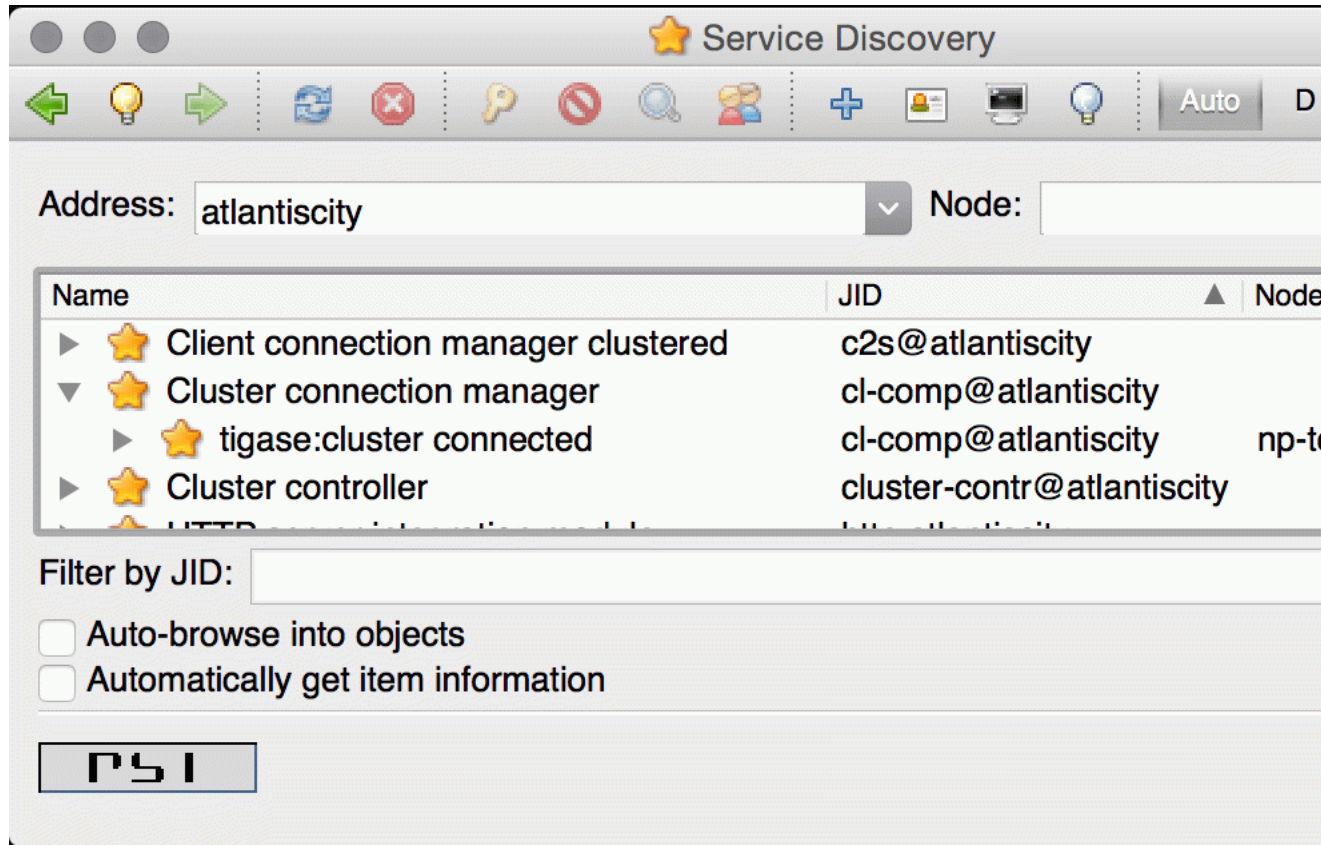 Service Discovery
Auto D
Address: atlantiscity Node:
Name JID Node
Client connection manager clustered c2s@atlantiscity
Cluster connection manager cl-comp@atlantiscity
tigase:cluster connected cl-comp@atlantiscity np-t
Cluster controller cluster-contr@atlantiscity
Filter by JID:
Auto-browse into objects
Automatically get item information
PSI